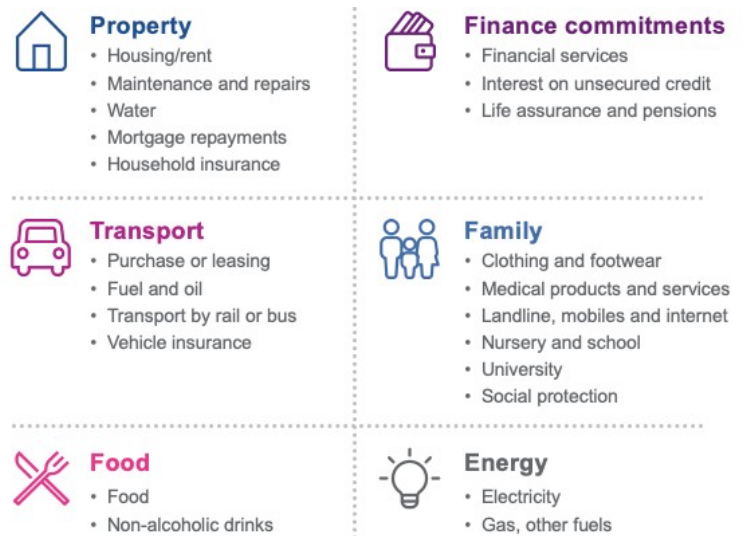 Property
• Housing/rent
• Maintenance and repairs
• Water
• Mortgage repayments
• Household insurance
Finance commitments
• Financial services
• Interest on unsecured credit
• Life assurance and pensions
Transport
• Purchase or leasing
• Fuel and oil
• Transport by rail or bus
• Vehicle insurance
Family
• Clothing and footwear
• Medical products and services
• Landline, mobiles and internet
• Nursery and school
• University
• Social protection
Food
• Food
• Non-alcoholic drinks
Energy
• Electricity
• Gas, other fuels